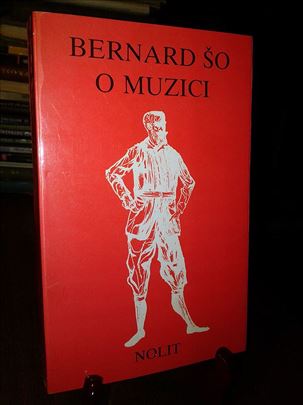 BERNARD ŠO
O MUZICI
NOLIT